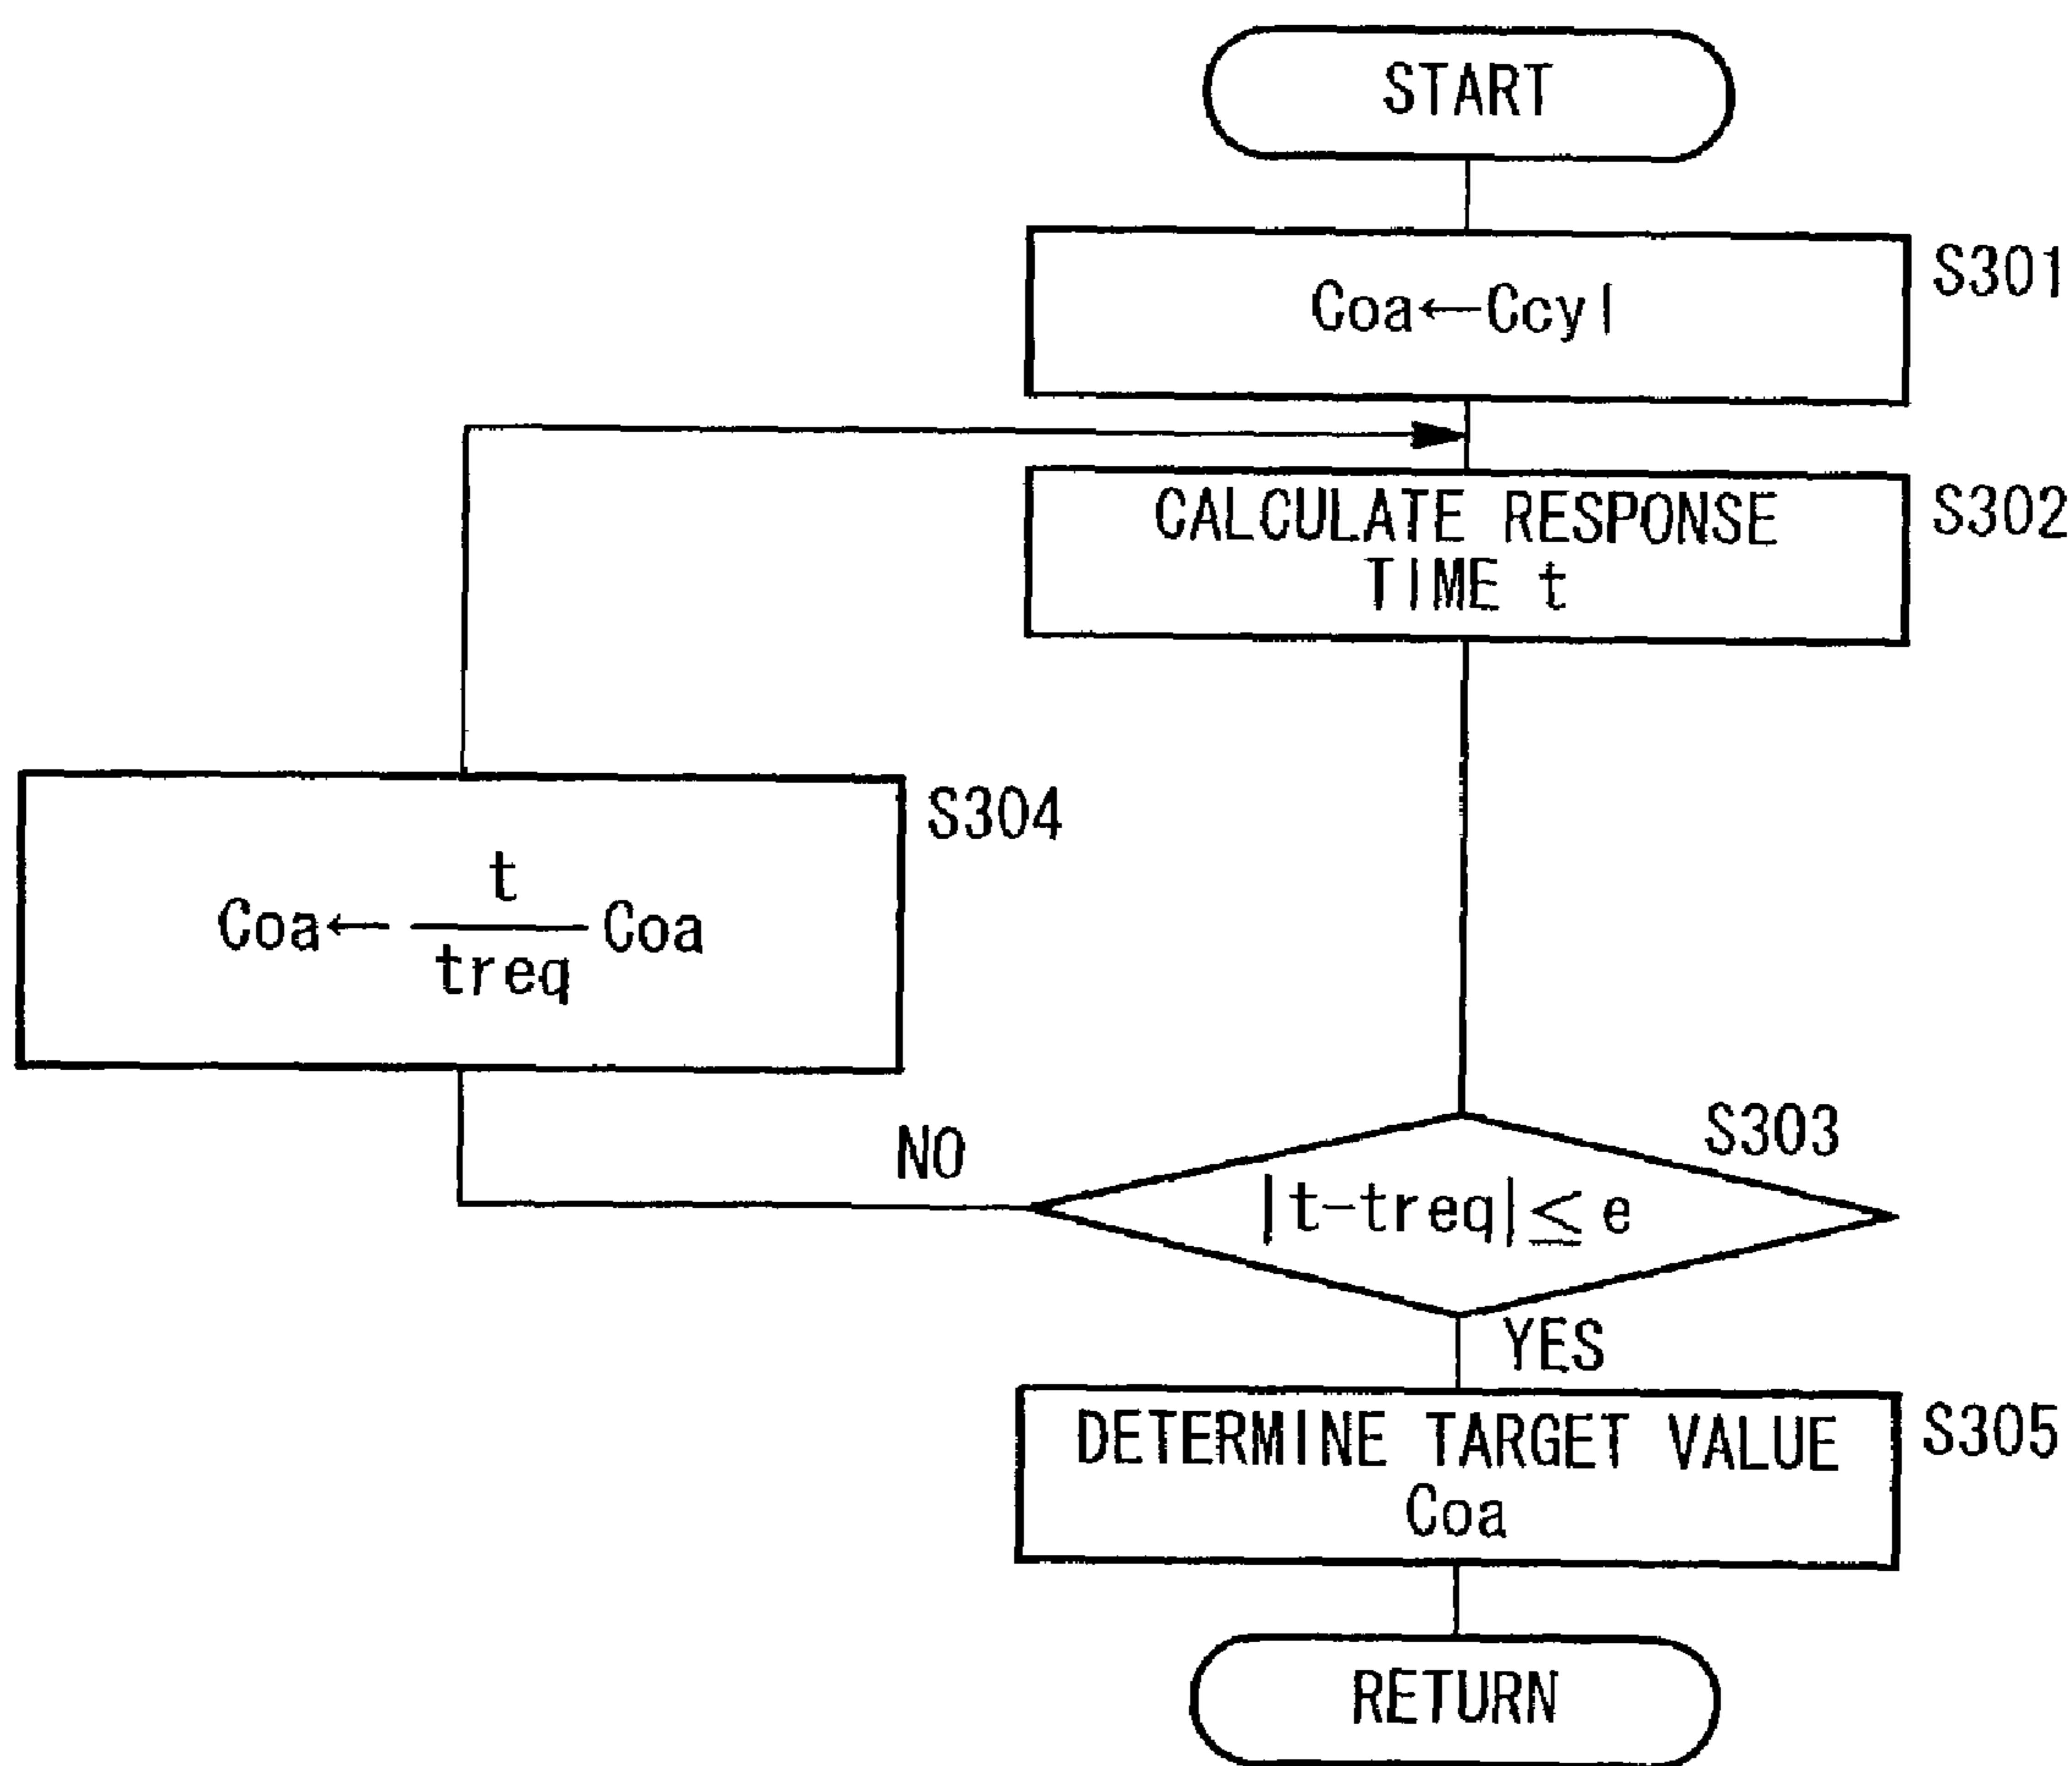 START
Coa←Ccyl
S301
CALCULATE RESPONSE
TIME t
S302
S304
Coa← t/treq Coa
S303
NO
|t-treq|≦e
YES
DETERMINE TARGET VALUE
Coa
S305
RETURN